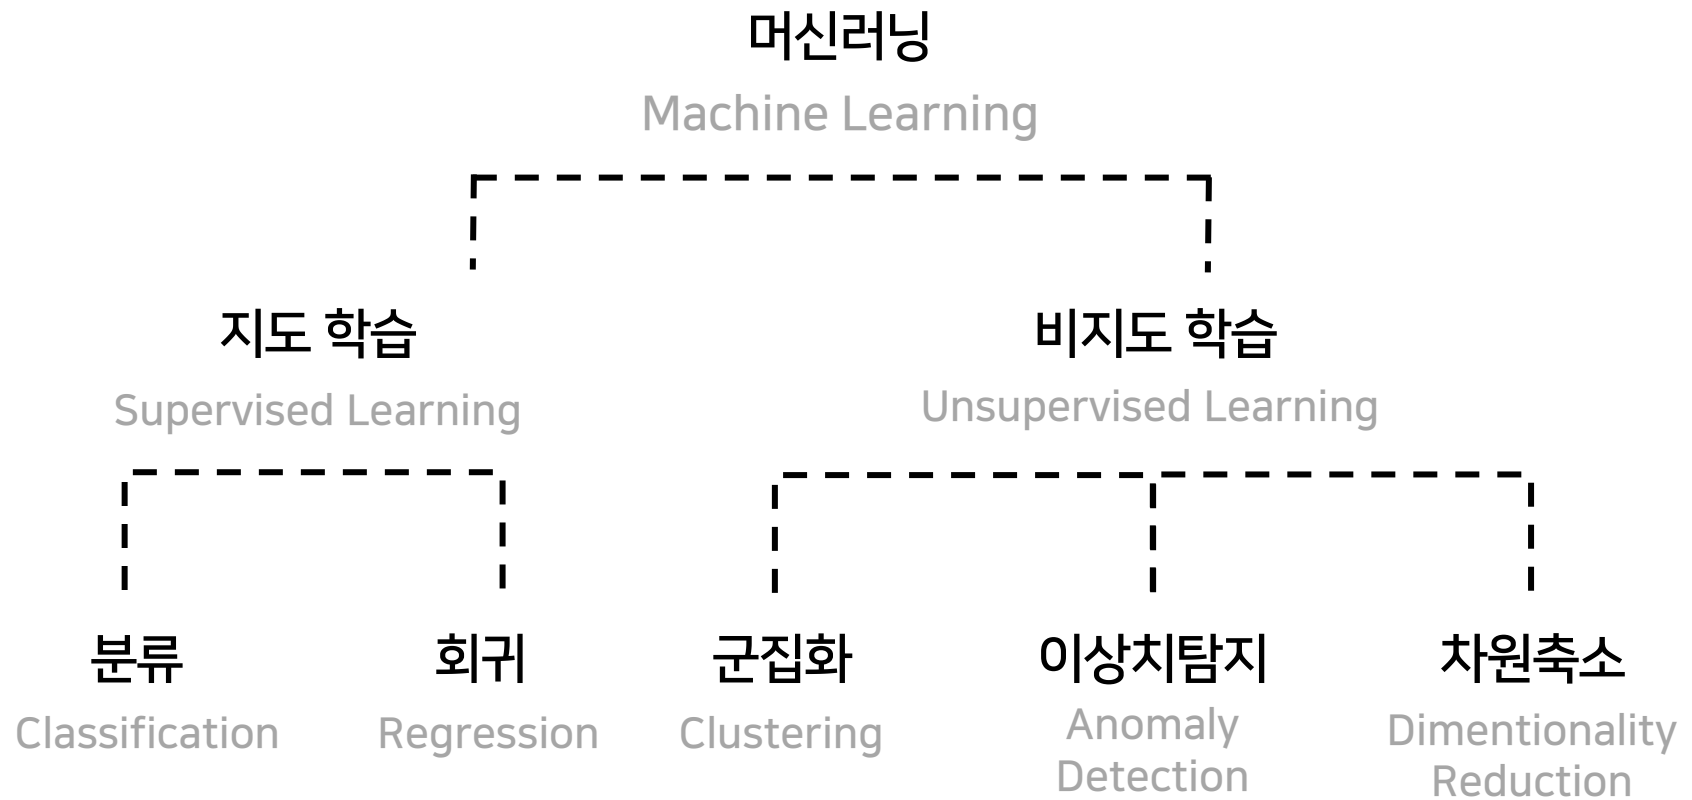 머신러닝
Machine Learning
지도 학습
비지도 학습
Supervised Learning
Unsupervised Learning
분류
회귀
군집화
이상치탐지
차원축소
Classification
Regression
Clustering
Anomaly
Detection
Dimentionality
Reduction